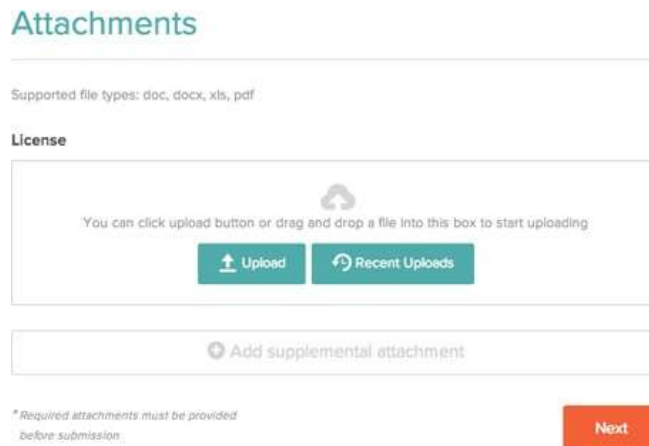 Attachments
Supported file types: doc, docx, xls, pdf
License
You can click upload button or drag and drop a file into this box to start uploading
Upload
Recent Uploads
Add supplemental attachment
* Required attachments must be provided
before submission
Next